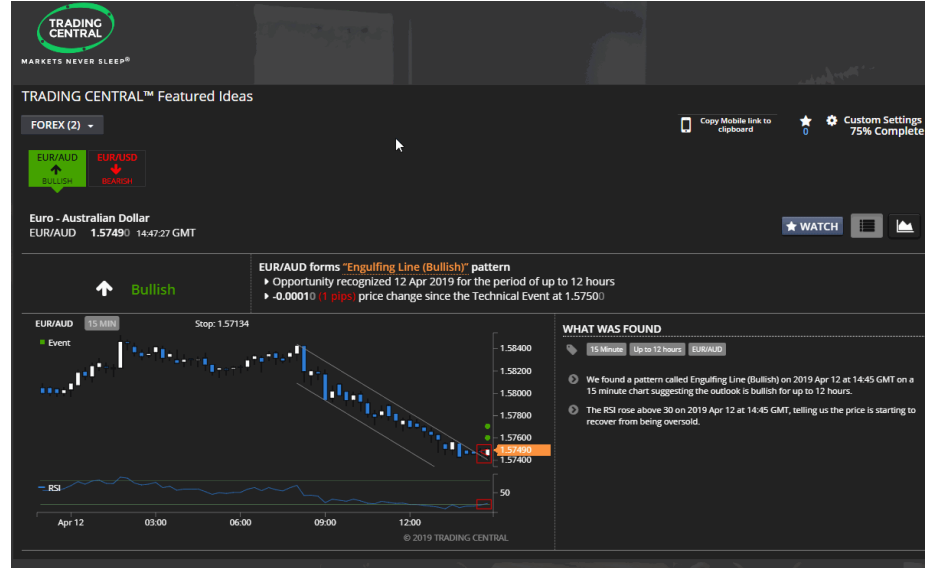 TRADING
CENTRAL
MARKETS NEVER SLEEP®
TRADING CENTRAL™ Featured Ideas
FOREX (2)
Copy Mobile link to
clipboard
0
Custom Settings
75% Complete
EUR/AUD
BULLISH
EUR/USD
BEARISH
Euro - Australian Dollar
EUR/AUD 1.57490 14:47:27 GMT
WATCH
Bullish
EUR/AUD forms "Engulfing Line (Bullish)" pattern
Opportunity recognized 12 Apr 2019 for the period of up to 12 hours
-0.00010 (1 pips) price change since the Technical Event at 1.57500
EUR/AUD 15 MIN Stop: 1.57134
Event
1.58400
1.58200
1.58000
1.57800
1.57600
1.57490
1.57400
RSI
50
Apr 12 03:00 06:00 09:00 12:00
© 2019 TRADING CENTRAL
WHAT WAS FOUND
15 Minute Up to 12 hours EUR/AUD
We found a pattern called Engulfing Line (Bullish) on 2019 Apr 12 at 14:45 GMT on a
15 minute chart suggesting the outlook is bullish for up to 12 hours.
The RSI rose above 30 on 2019 Apr 12 at 14:45 GMT, telling us the price is starting to
recover from being oversold.